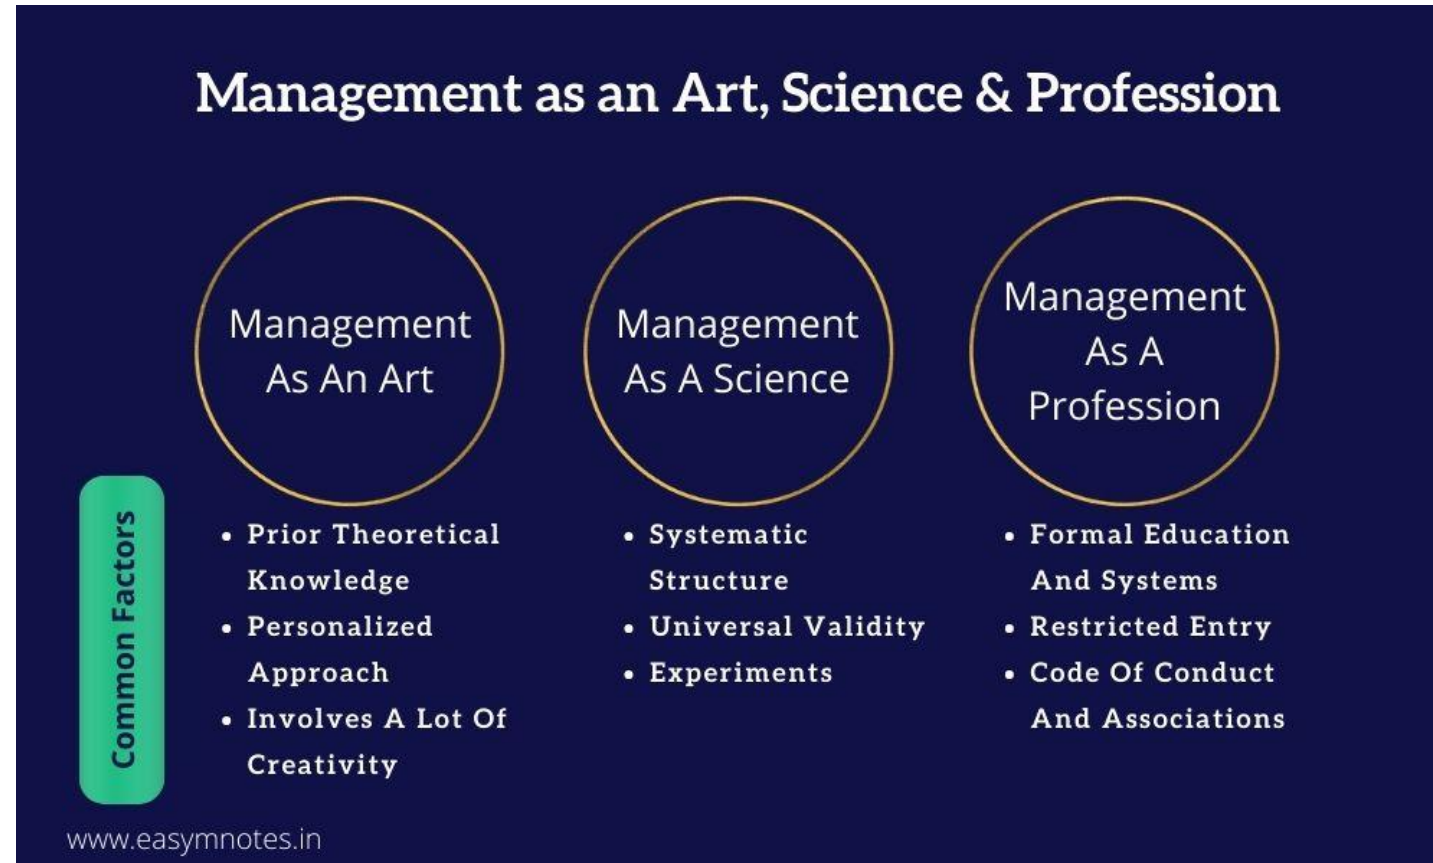 Management as an Art, Science & Profession
Management
As An Art
Management
As A Science
Management
As A
Profession
Common Factors
• Prior Theoretical
Knowledge
• Personalized
Approach
• Involves A Lot Of
Creativity
• Systematic
Structure
• Universal Validity
• Experiments
• Formal Education
And Systems
• Restricted Entry
• Code Of Conduct
And Associations
www.easymnotes.in